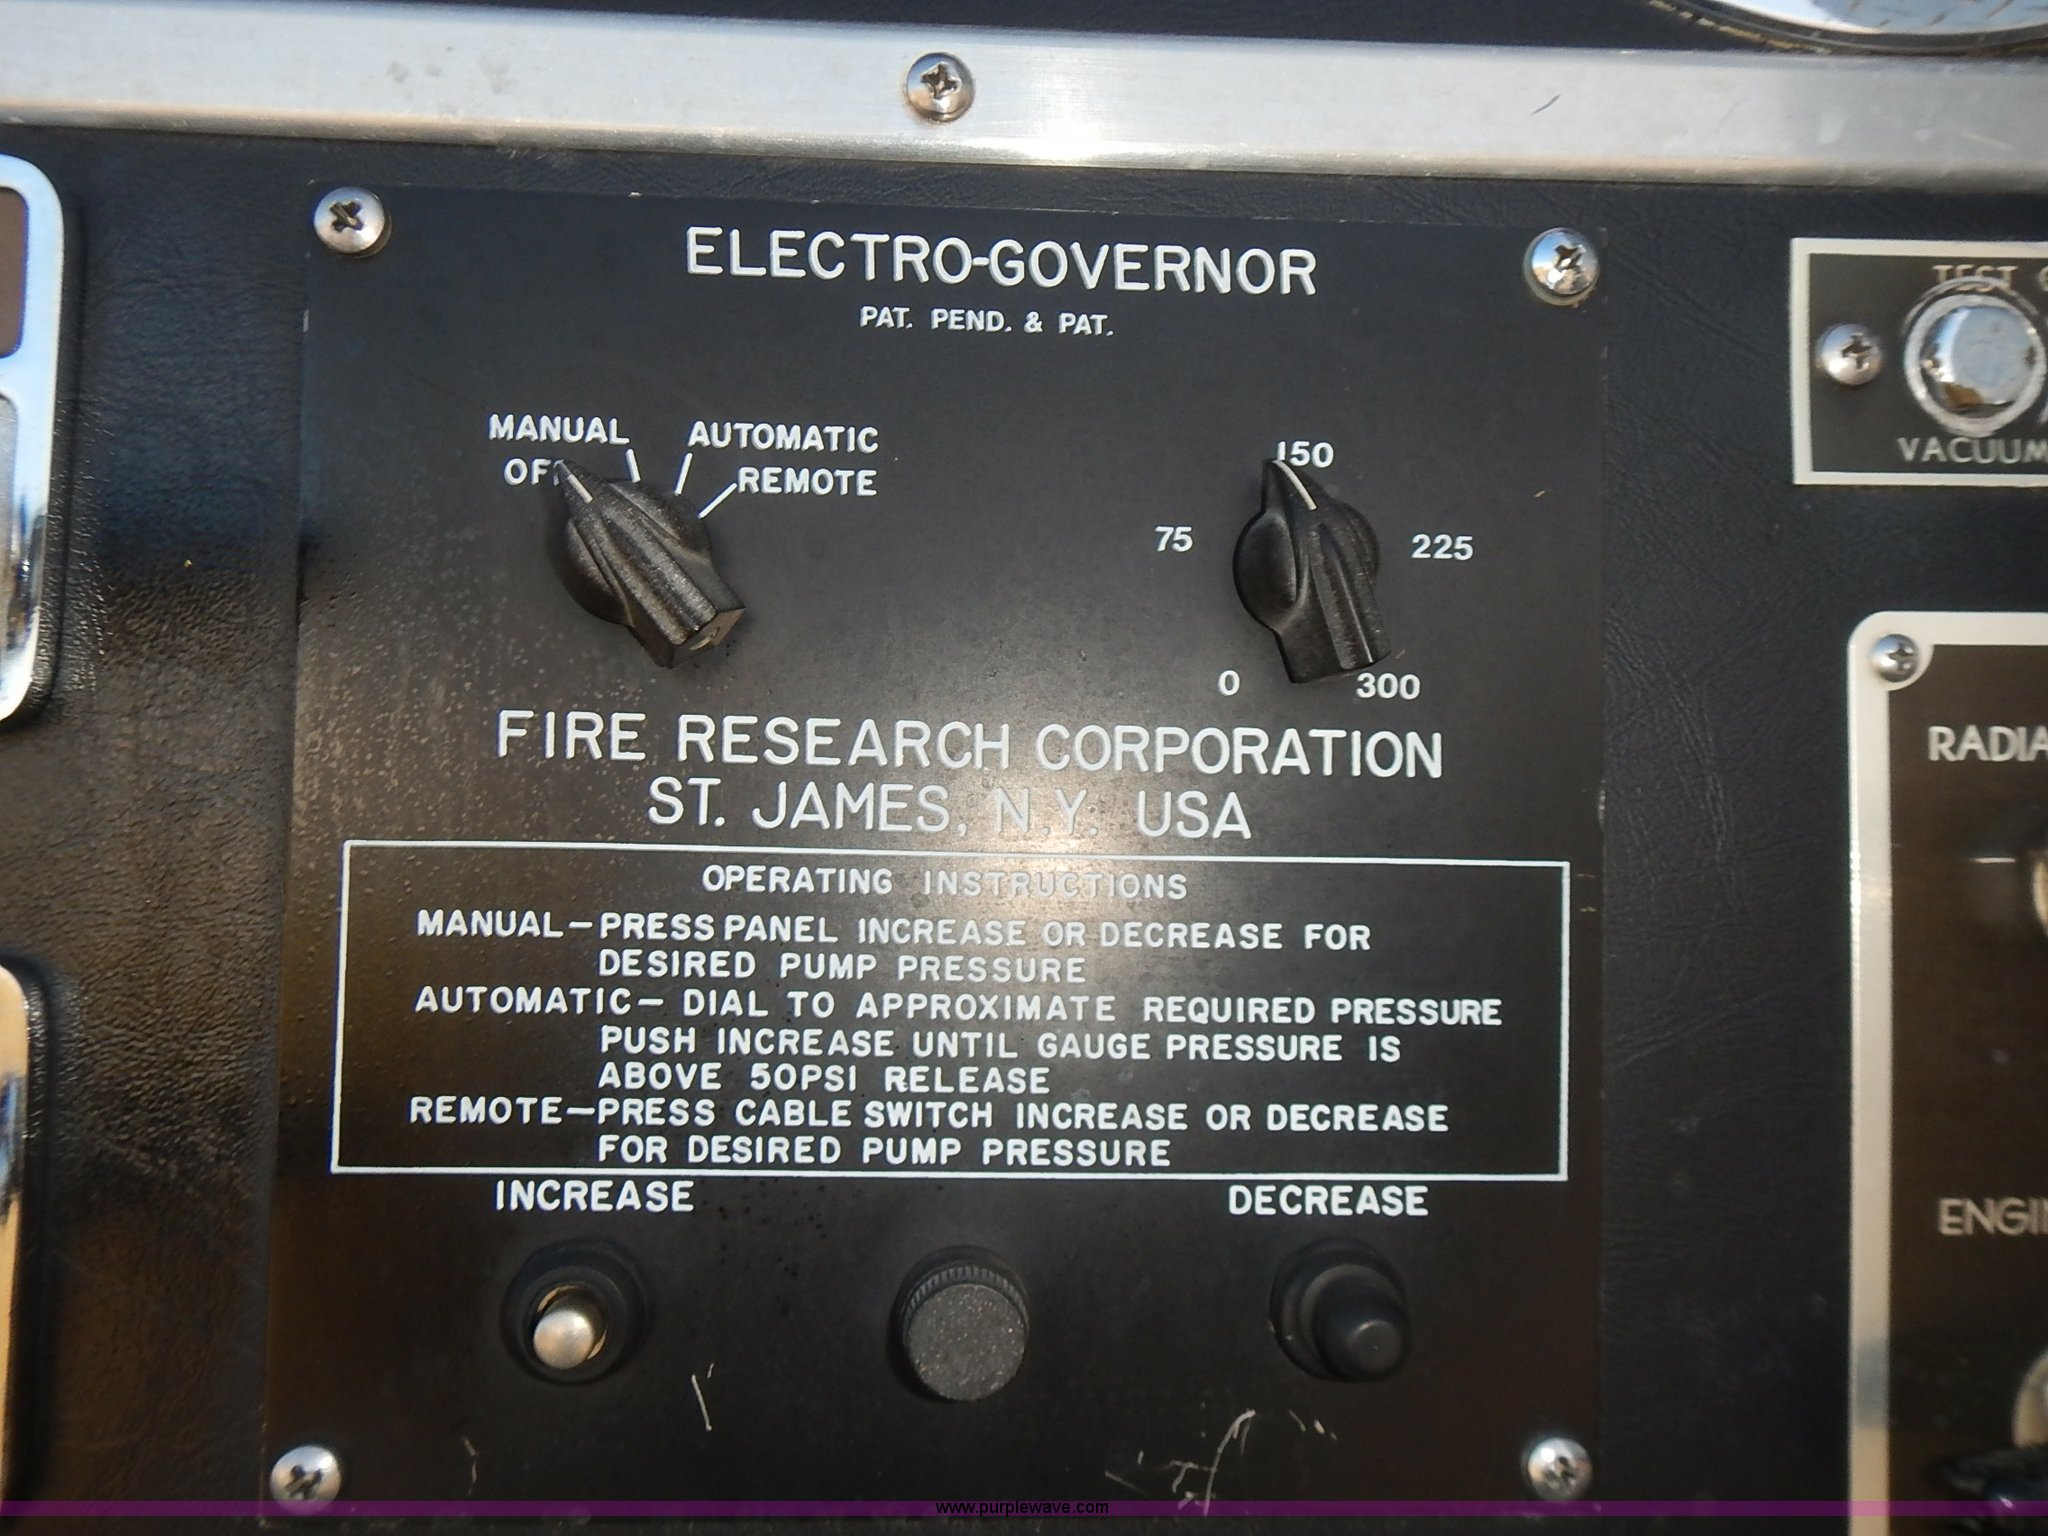 ELECTRO-GOVERNOR
PAT. PEND. & PAT.
MANUAL
AUTOMATIC
OFF
REMOTE
150
75
225
0
300
FIRE RESEARCH CORPORATION
ST. JAMES, N.Y. USA
OPERATING INSTRUCTIONS
MANUAL—PRESS PANEL INCREASE OR DECREASE FOR
DESIRED PUMP PRESSURE
AUTOMATIC— DIAL TO APPROXIMATE REQUIRED PRESSURE
PUSH INCREASE UNTIL GAUGE PRESSURE IS
ABOVE 50PSI RELEASE
REMOTE—PRESS CABLE SWITCH INCREASE OR DECREASE
FOR DESIRED PUMP PRESSURE
INCREASE
DECREASE
TEST
VACUUM
RADIA
ENGIN
www.purplewave.com